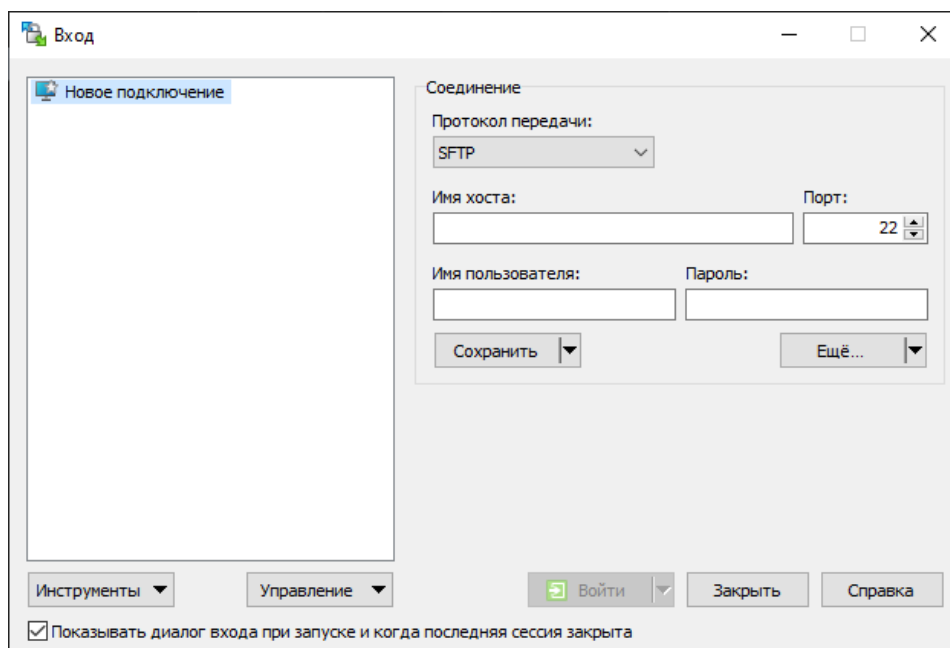 Вход
Новое подключение
Соединение
Протокол передачи:
SFTP
Имя хоста:
Порт:
22
Имя пользователя:
Пароль:
Сохранить
Ещё...
Инструменты
Управление
Войти
Закрыть
Справка
Показывать диалог входа при запуске и когда последняя сессия закрыта